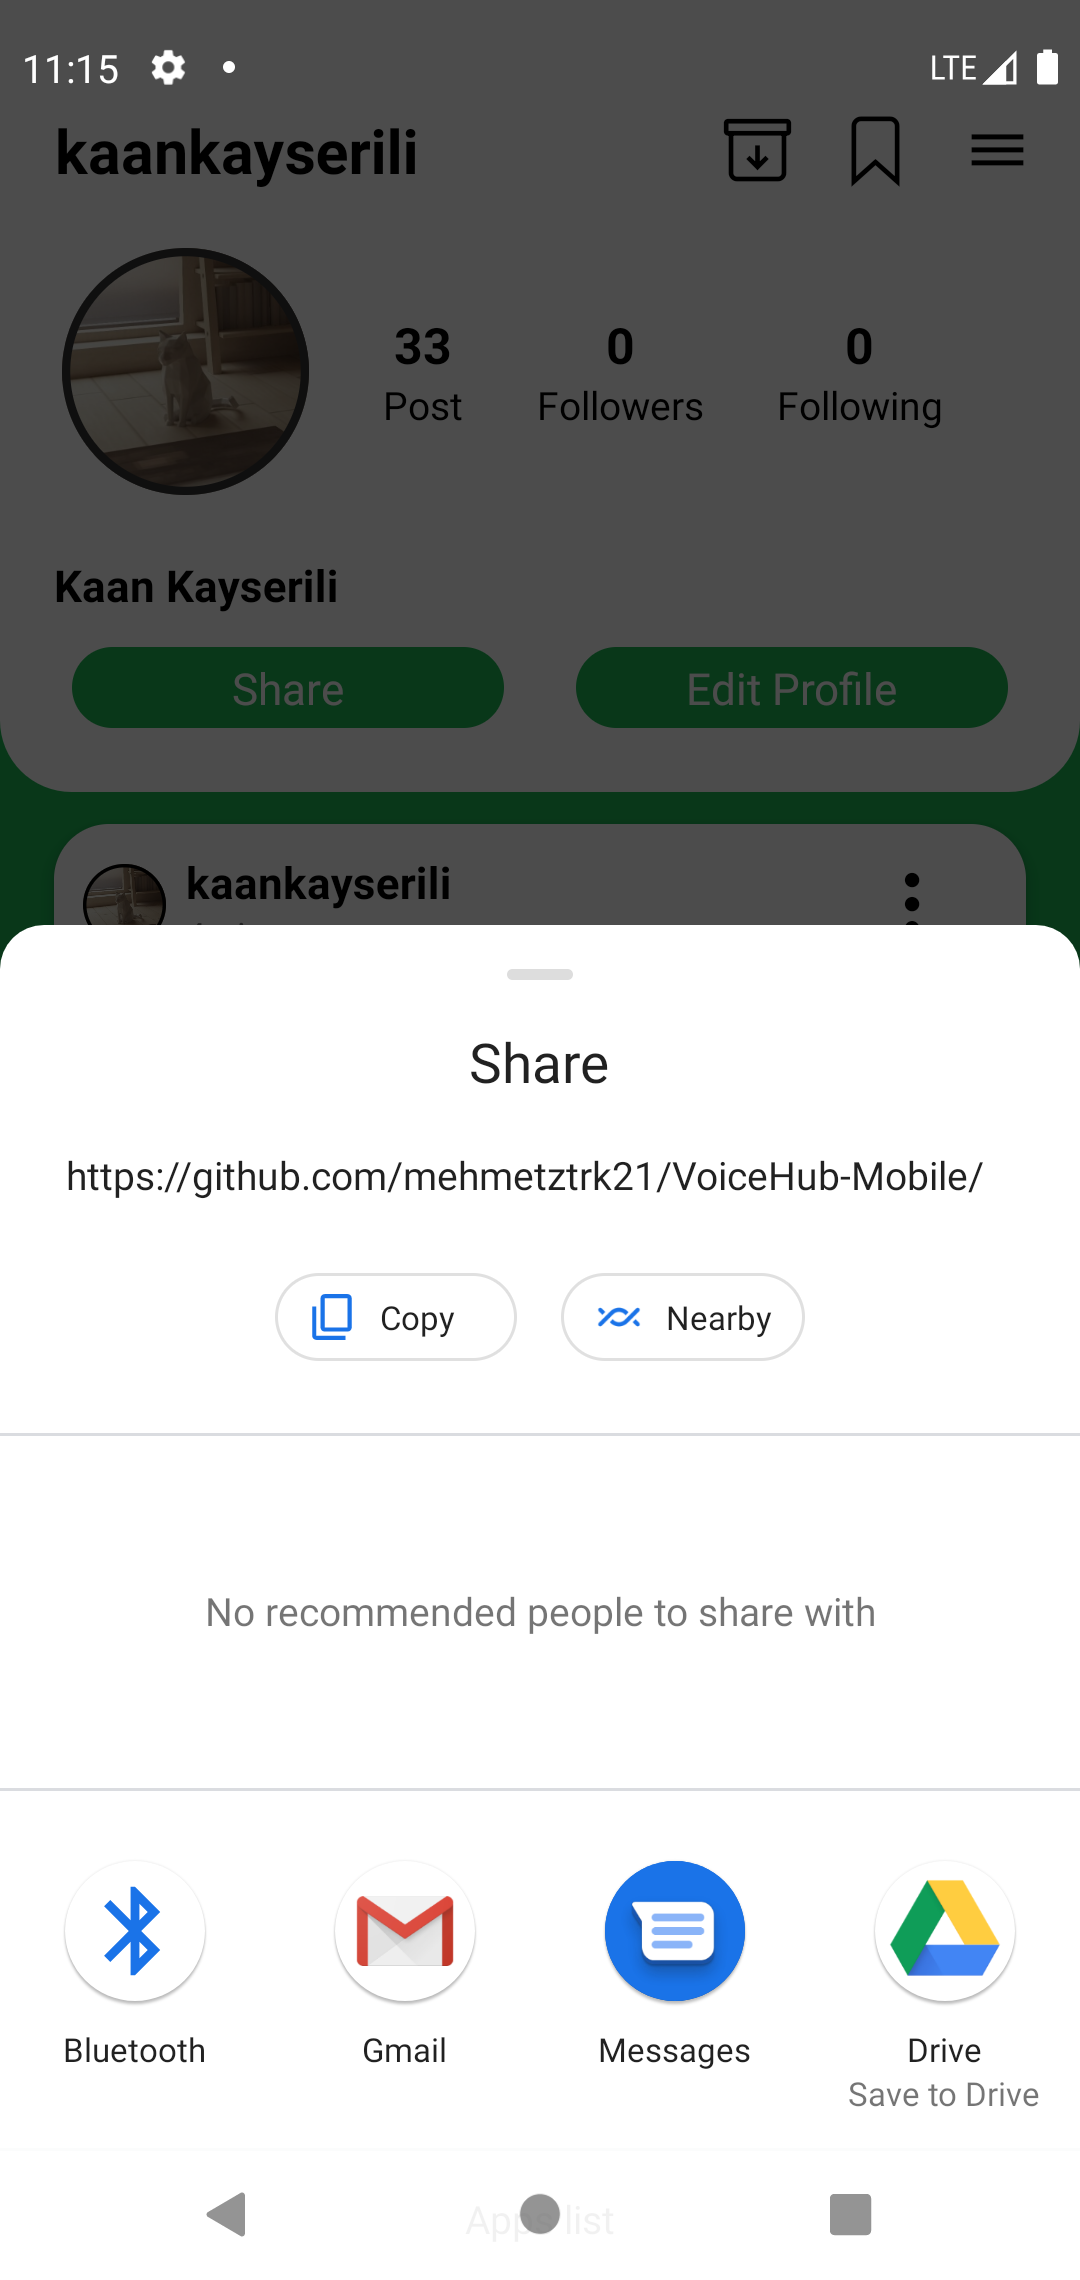 11:15
LTE
kaankayserili
33
Post
0
Followers
0
Following
Kaan Kayserili
Share
Edit Profile
kaankayserili
Share
https://github.com/mehmetztrk21/VoiceHub-Mobile/
Copy
Nearby
No recommended people to share with
Bluetooth
Gmail
Messages
Drive
Save to Drive
Apps list